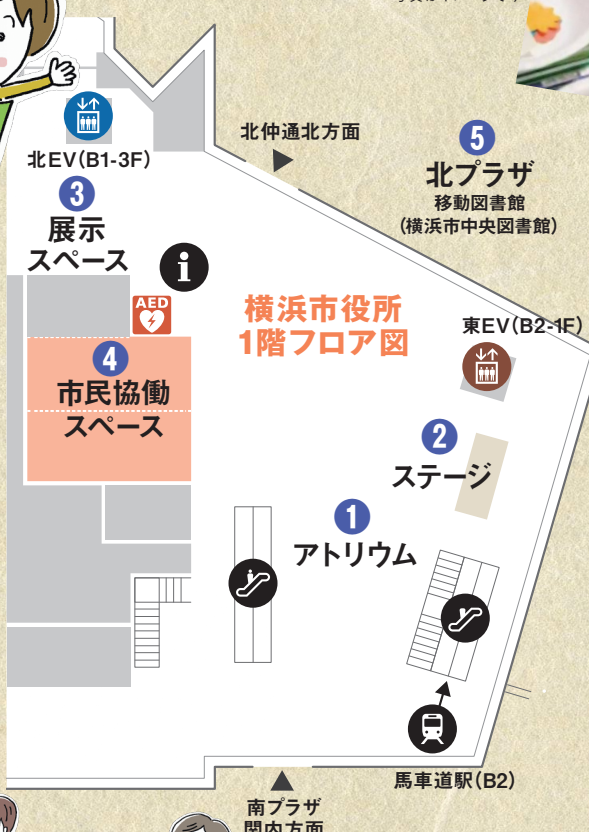 北仲通北方面
5
北プラザ
移動図書館
(横浜市中央図書館)
北EV(B1-3F)
3
展示
スペース
i
AED
横浜市役所
1階フロア図
東EV(B2-1F)
4
市民協働
スペース
2
ステージ
1
アトリウム
馬車道駅(B2)
南プラザ
関内方面